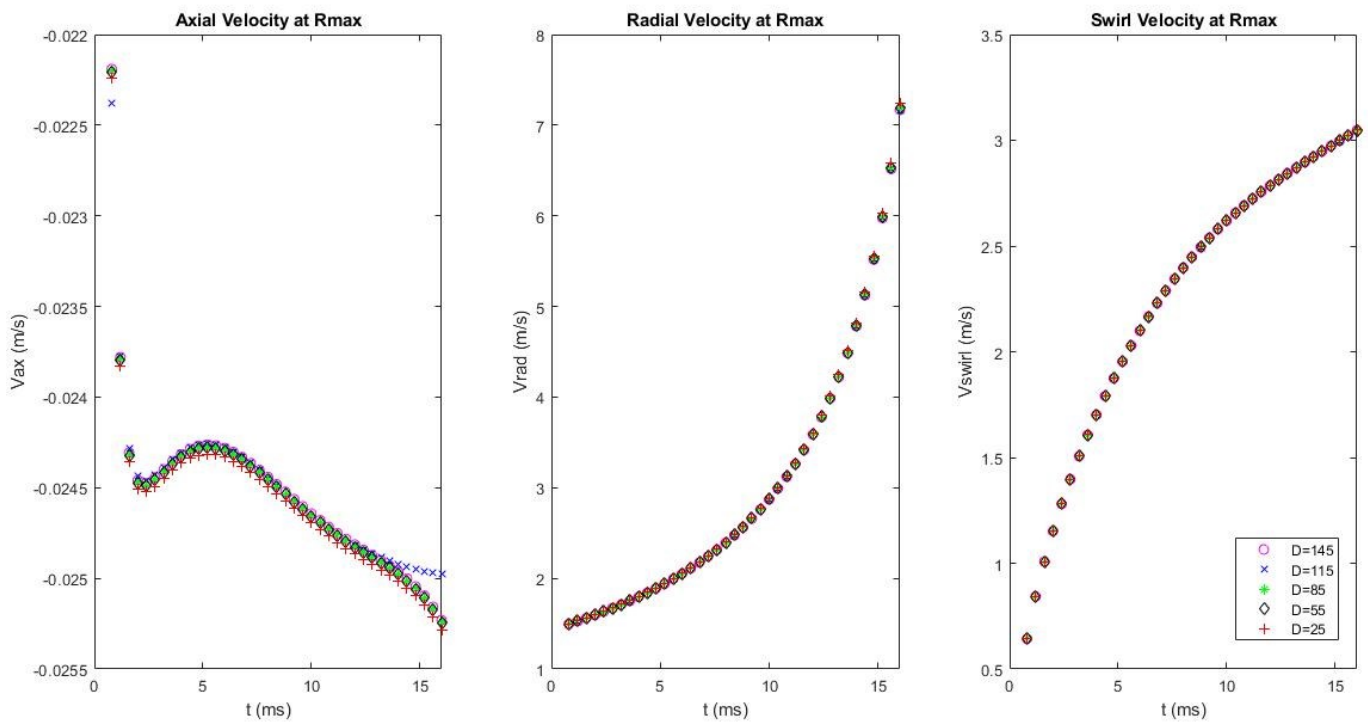 Axial Velocity at Rmax
-0.022
-0.0225
-0.023
-0.0235
-0.024
-0.0245
-0.025
-0.0255
Vax (m/s)
0 5 10 15
t (ms)
Radial Velocity at Rmax
8
7
6
5
4
3
2
1
Vrad (m/s)
0 5 10 15
t (ms)
Swirl Velocity at Rmax
3.5
3
2.5
2
1.5
1
0.5
Vswirl (m/s)
0 5 10 15
t (ms)
D=145
D=115
D=85
D=55
D=25